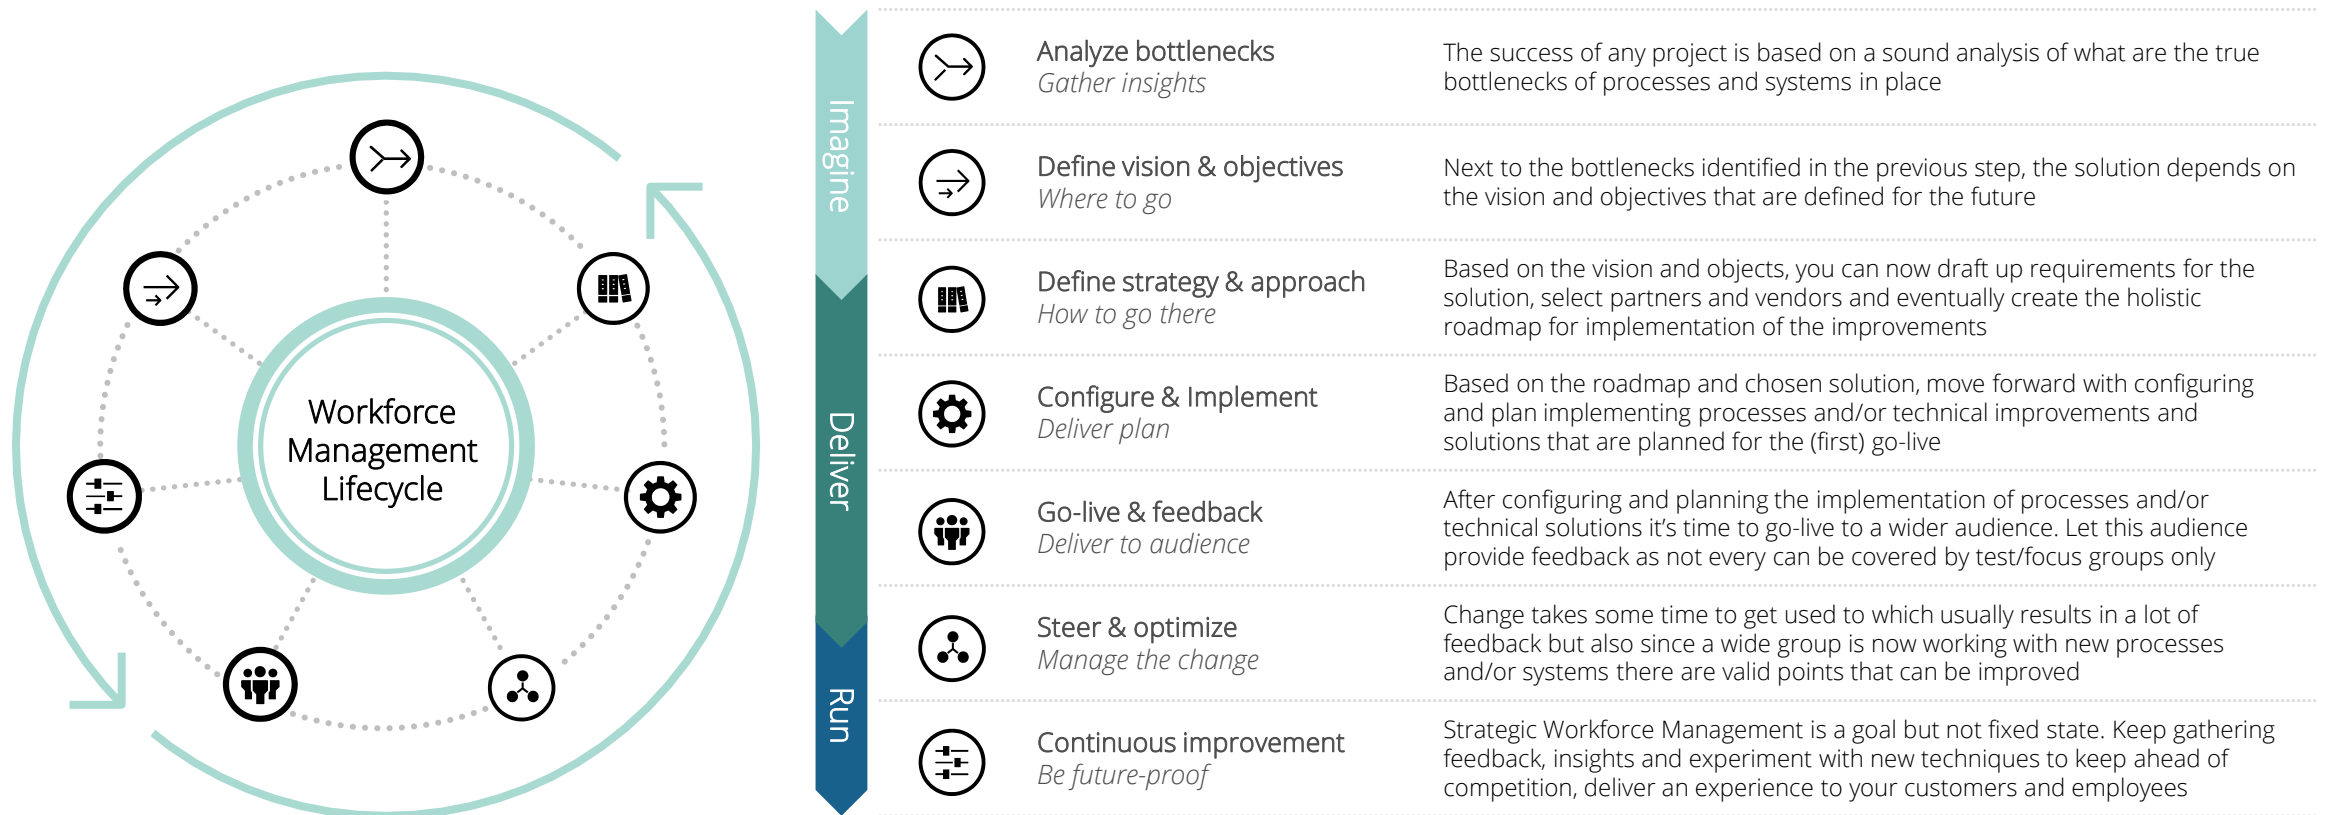 Workforce
Management
Lifecycle
Imagine
Analyze bottlenecks
Gather insights
The success of any project is based on a sound analysis of what are the true
bottlenecks of processes and systems in place
Define vision & objectives
Where to go
Next to the bottlenecks identified in the previous step, the solution depends on
the vision and objectives that are defined for the future
Deliver
Define strategy & approach
How to go there
Based on the vision and objects, you can now draft up requirements for the
solution, select partners and vendors and eventually create the holistic
roadmap for implementation of the improvements
Configure & Implement
Deliver plan
Based on the roadmap and chosen solution, move forward with configuring
and plan implementing processes and/or technical improvements and
solutions that are planned for the (first) go-live
Go-live & feedback
Deliver to audience
After configuring and planning the implementation of processes and/or
technical solutions it’s time to go-live to a wider audience. Let this audience
provide feedback as not every can be covered by test/focus groups only
Run
Steer & optimize
Manage the change
Change takes some time to get used to which usually results in a lot of
feedback but also since a wide group is now working with new processes
and/or systems there are valid points that can be improved
Continuous improvement
Be future-proof
Strategic Workforce Management is a goal but not fixed state. Keep gathering
feedback, insights and experiment with new techniques to keep ahead of
competition, deliver an experience to your customers and employees